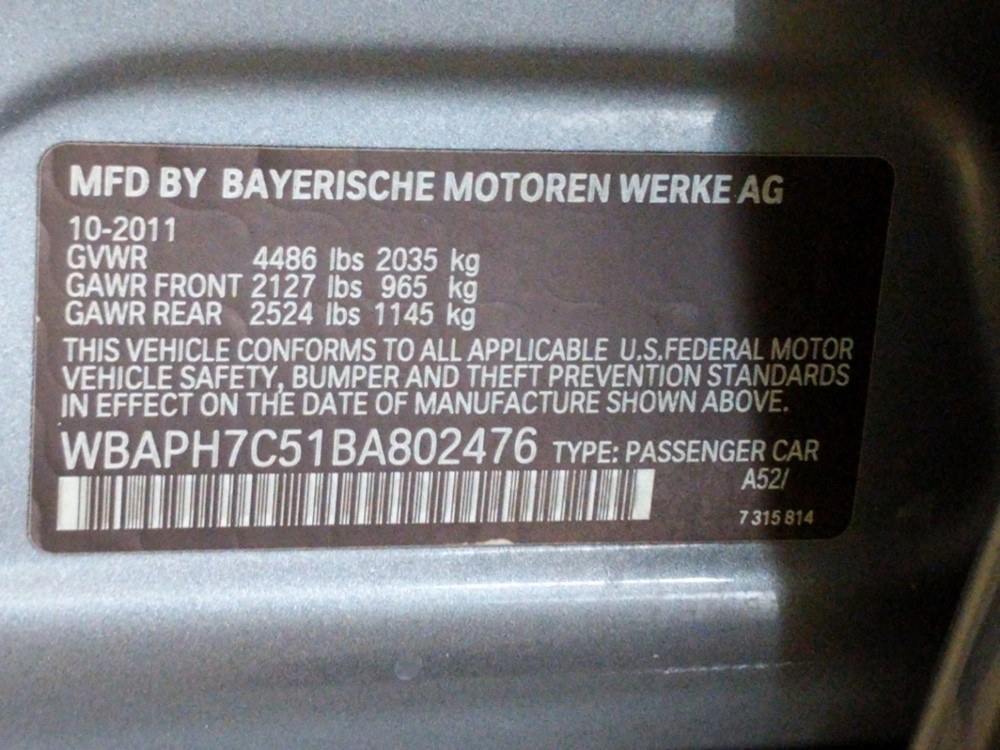 MFD BY BAYERISCHE MOTOREN WERKE AG
10-2011
GVWR 4486 lbs 2035 kg
GAWR FRONT 2127 lbs 965 kg
GAWR REAR 2524 lbs 1145 kg
THIS VEHICLE CONFORMS TO ALL APPLICABLE U.S.FEDERAL MOTOR
VEHICLE SAFETY, BUMPER AND THEFT PREVENTION STANDARDS
IN EFFECT ON THE DATE OF MANUFACTURE SHOWN ABOVE.
WBAPH7C51BA802476 TYPE: PASSENGER CAR
A52/
7 315 814